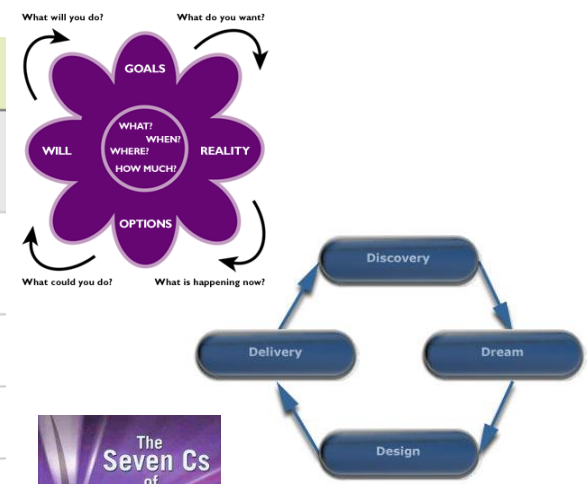 What will you do?
What do you want?
GOALS
WHAT?
WHEN?
WHERE?
HOW MUCH?
WILL
REALITY
OPTIONS
What could you do?
What is happening now?
Discovery
Delivery
Dream
Design
The
Seven Cs
of